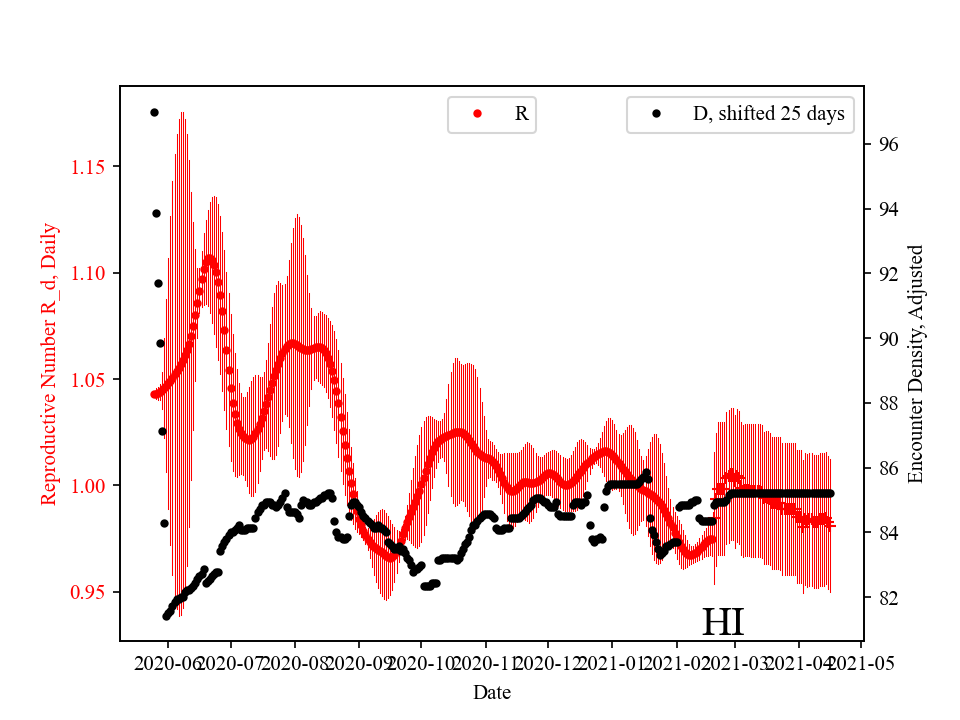 R
D, shifted 25 days
1.15
1.10
1.05
1.00
0.95
Reproductive Number R_d, Daily
96
94
92
90
88
86
84
82
Encounter Density, Adjusted
HI
2020-06 2020-07 2020-08 2020-09 2020-10 2020-11 2020-12 2021-01 2021-02 2021-03 2021-04 2021-05
Date